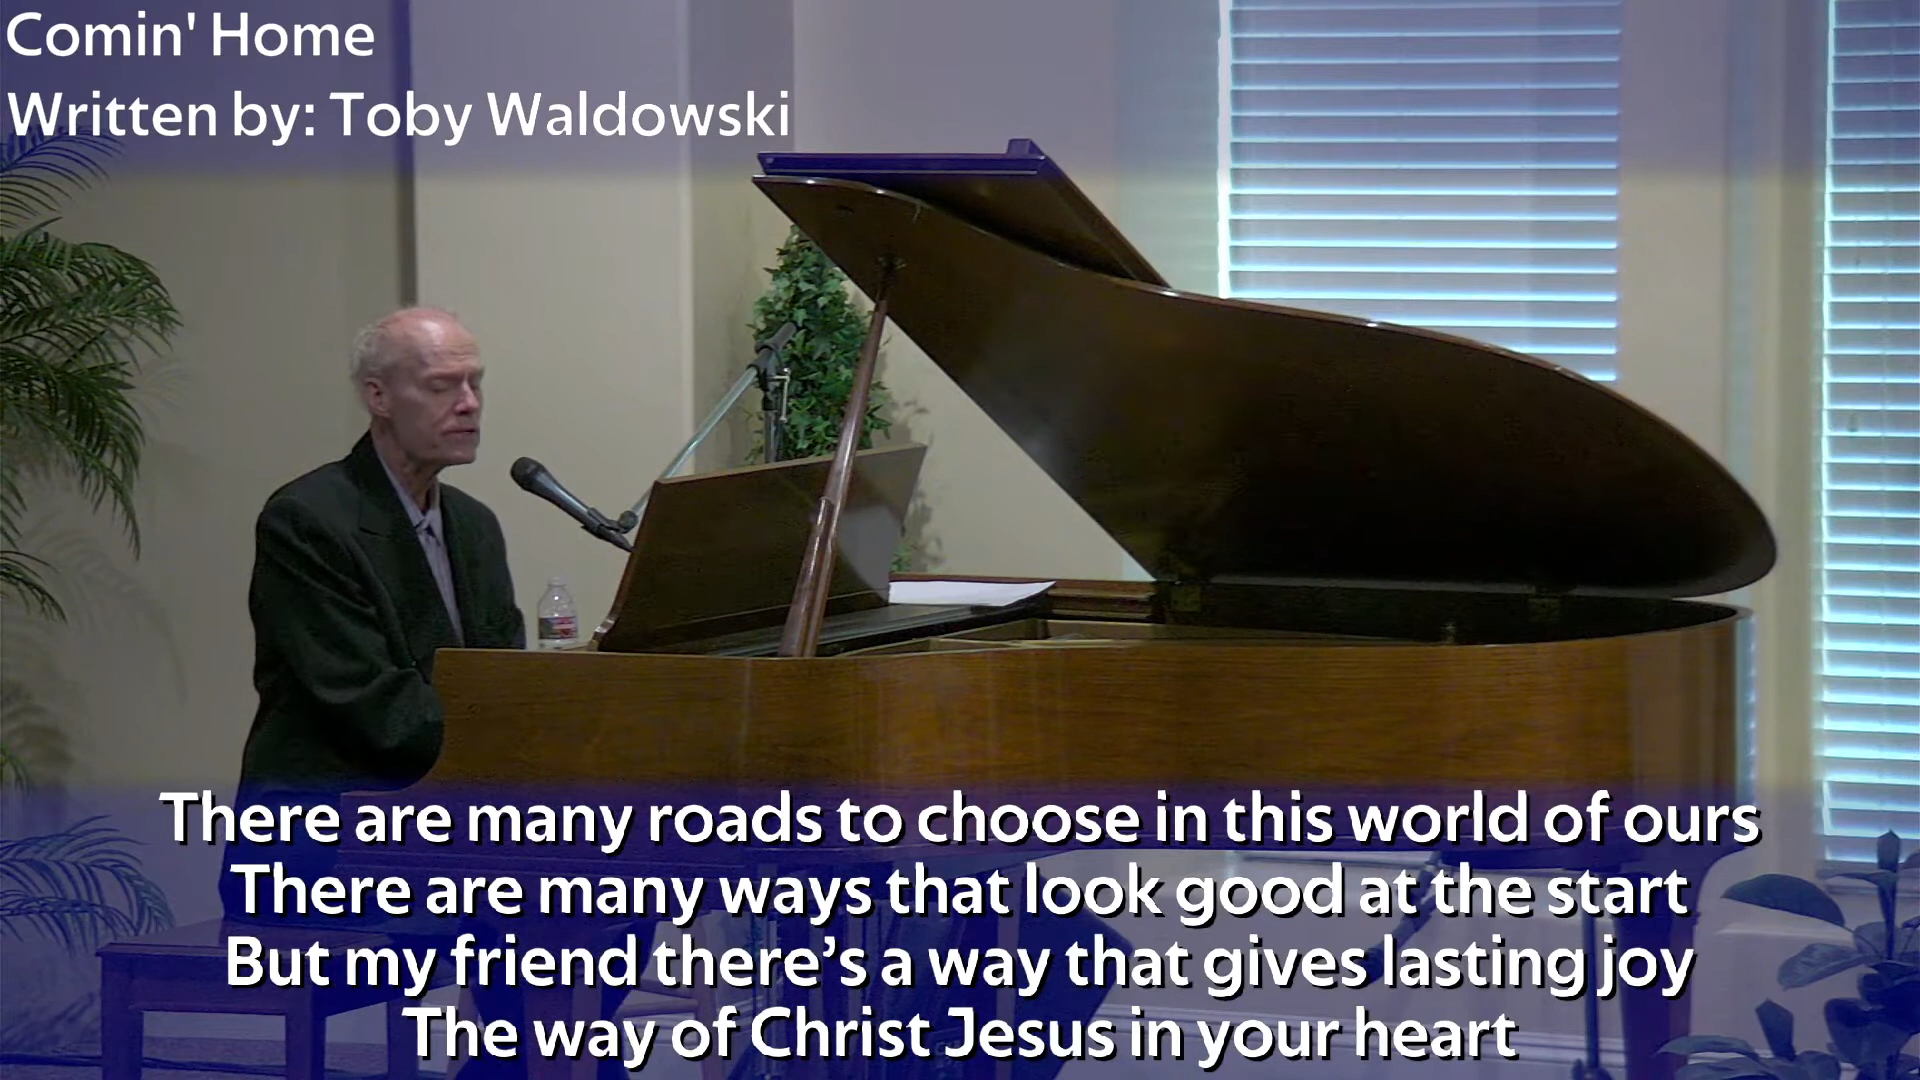 Comin' Home
Written by: Toby Waldowski
There are many roads to choose in this world of ours
There are many ways that look good at the start
But my friend there’s a way that gives lasting joy
The way of Christ Jesus in your heart